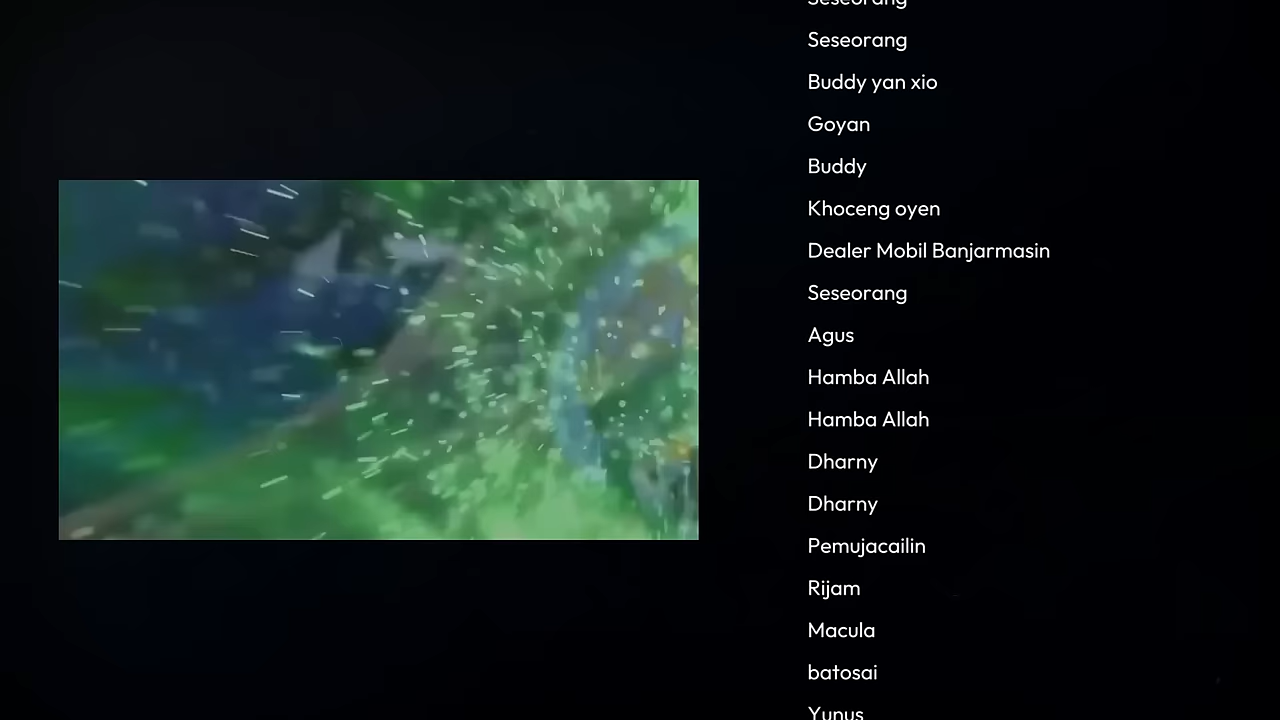 Seseorang
Seseorang
Buddy yan xio
Goyan
Buddy
Khoceng oyen
Dealer Mobil Banjarmasin
Seseorang
Agus
Hamba Allah
Hamba Allah
Dharny
Dharny
Pemujacailin
Rijam
Macula
batosai
Yunus